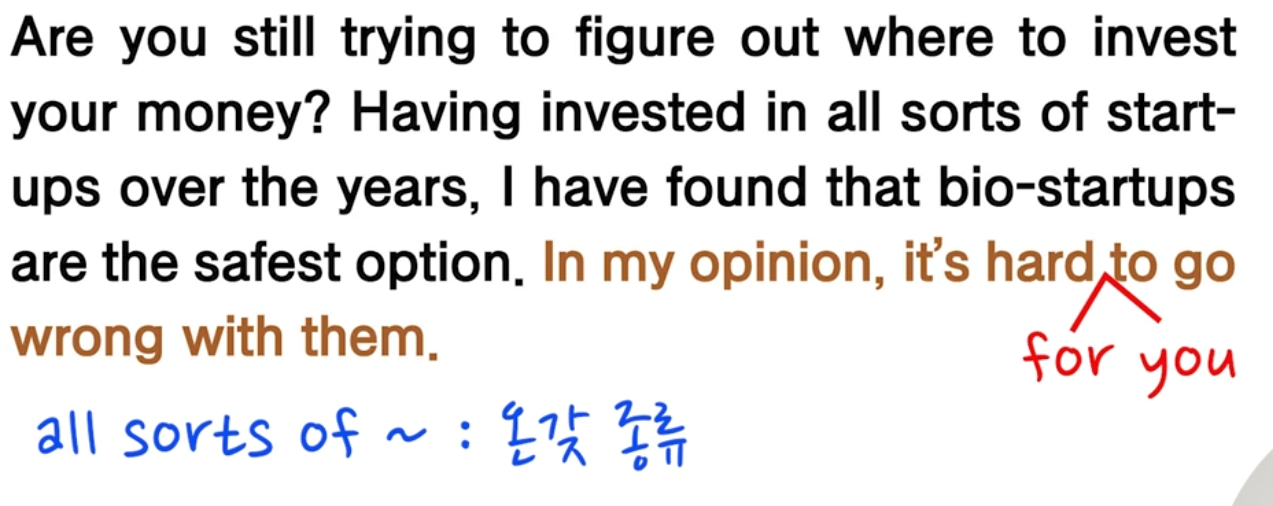 Are you still trying to figure out where to invest
your money? Having invested in all sorts of start-
ups over the years, I have found that bio-startups
are the safest option. In my opinion, it's hard to go
wrong with them.
for you
all sorts of ~ : 온갖 종류